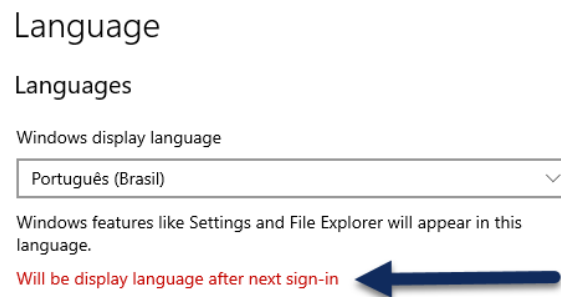 Language
Languages
Windows display language
Português (Brasil)
Windows features like Settings and File Explorer will appear in this
language.
Will be display language after next sign-in